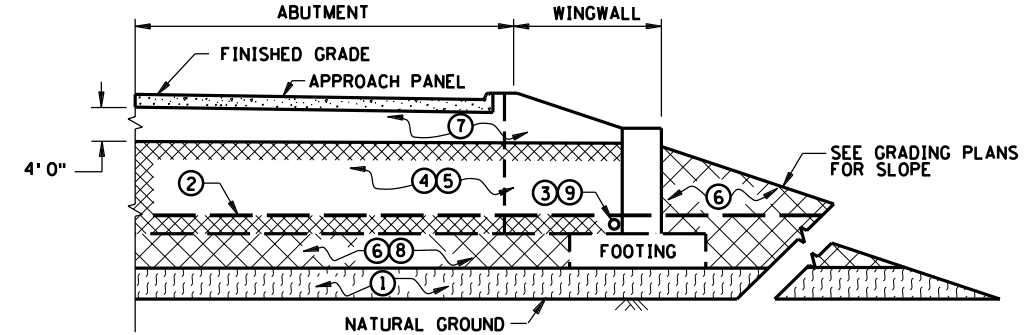 ABUTMENT
WINGWALL
FINISHED GRADE
APPROACH PANEL
7
4'0"
SEE GRADING PLANS
FOR SLOPE
2
4 5
3 9
6
6 8
FOOTING
1
NATURAL GROUND